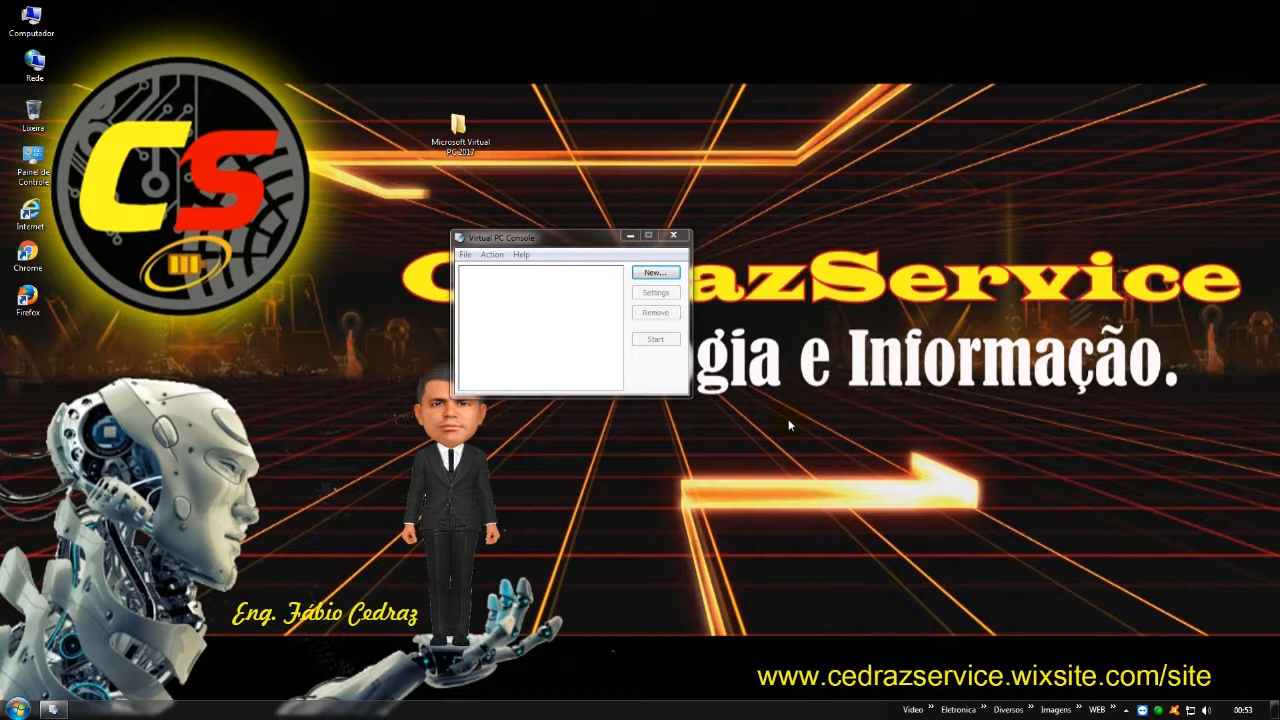 Computador
Rede
Lixeira
Painel de
Controle
Internet
Chrome
Firefox
CS
Microsoft Virtual
PC 2017
Virtual PC Console
File Action Help
New...
Settings
Remove
Start
azService
gia e Informação.
Eng. Fábio Cedraz
www.cedrazservice.wixsite.com/site
Video » Eletronica » Diversos » Imagens » WEB » 00:53